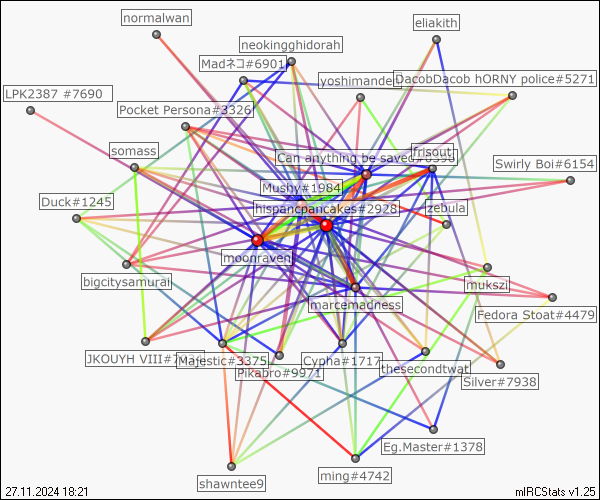 normalwan
eliakith
neokingghidorah
Madネコ#6901
yoshimandel
DacobDacob hORNY police#5271
LPK2387 #7690
Pocket Persona#3326
somass
frisout
Can anything be saved
Swirly Boi#6154
Mushy#1984
Duck#1245
hispancpancakes#2928
zebula
moonraven
bigcitysamurai
mukszi
marcemadness
Fedora Stoat#4479
JKOUYH VIII
Majestic#3375
Cypha#1717
thesecondtwat
Pikabro#9971
Silver#7938
Eg.Master#1378
shawntee9
ming#4742
27.11.2024 18:21
mIRCStats v1.25